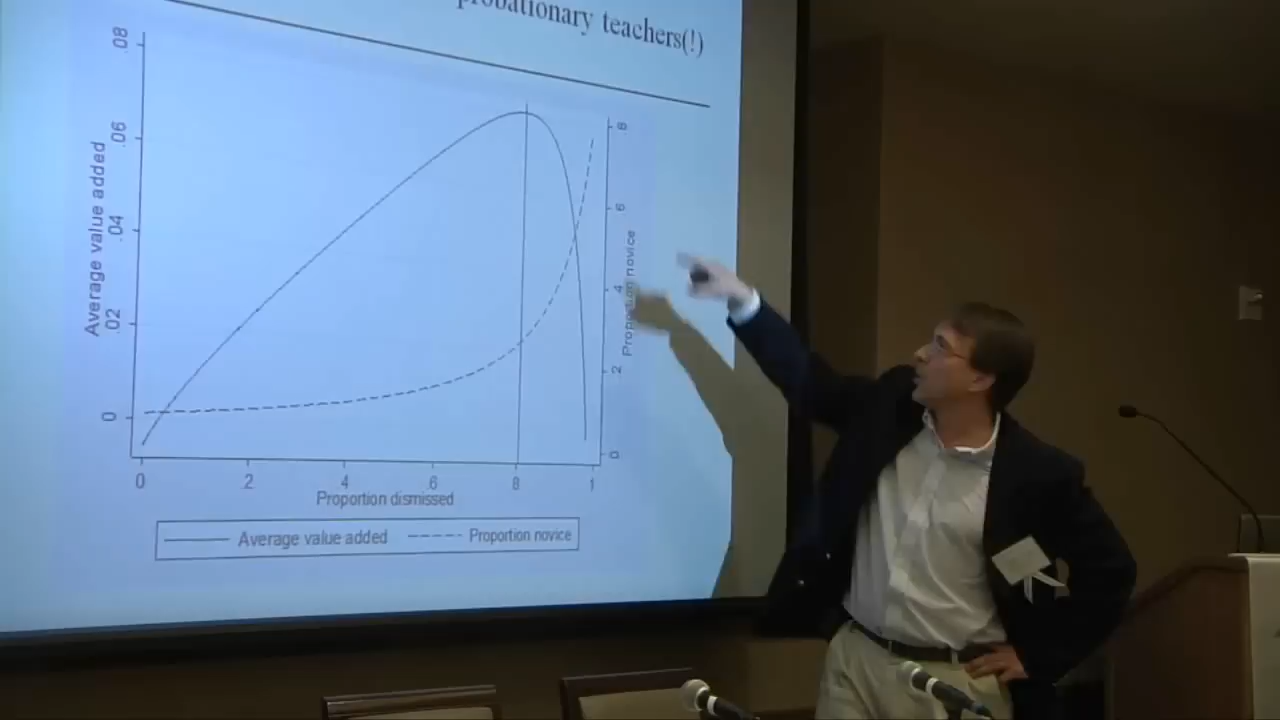 probationary teachers(!)
.08
.06
.04
.02
0
Average value added
8
6
4
2
0
Proportion novice
0 .2 .4 .6 .8 1
Proportion dismissed
Average value added Proportion novice